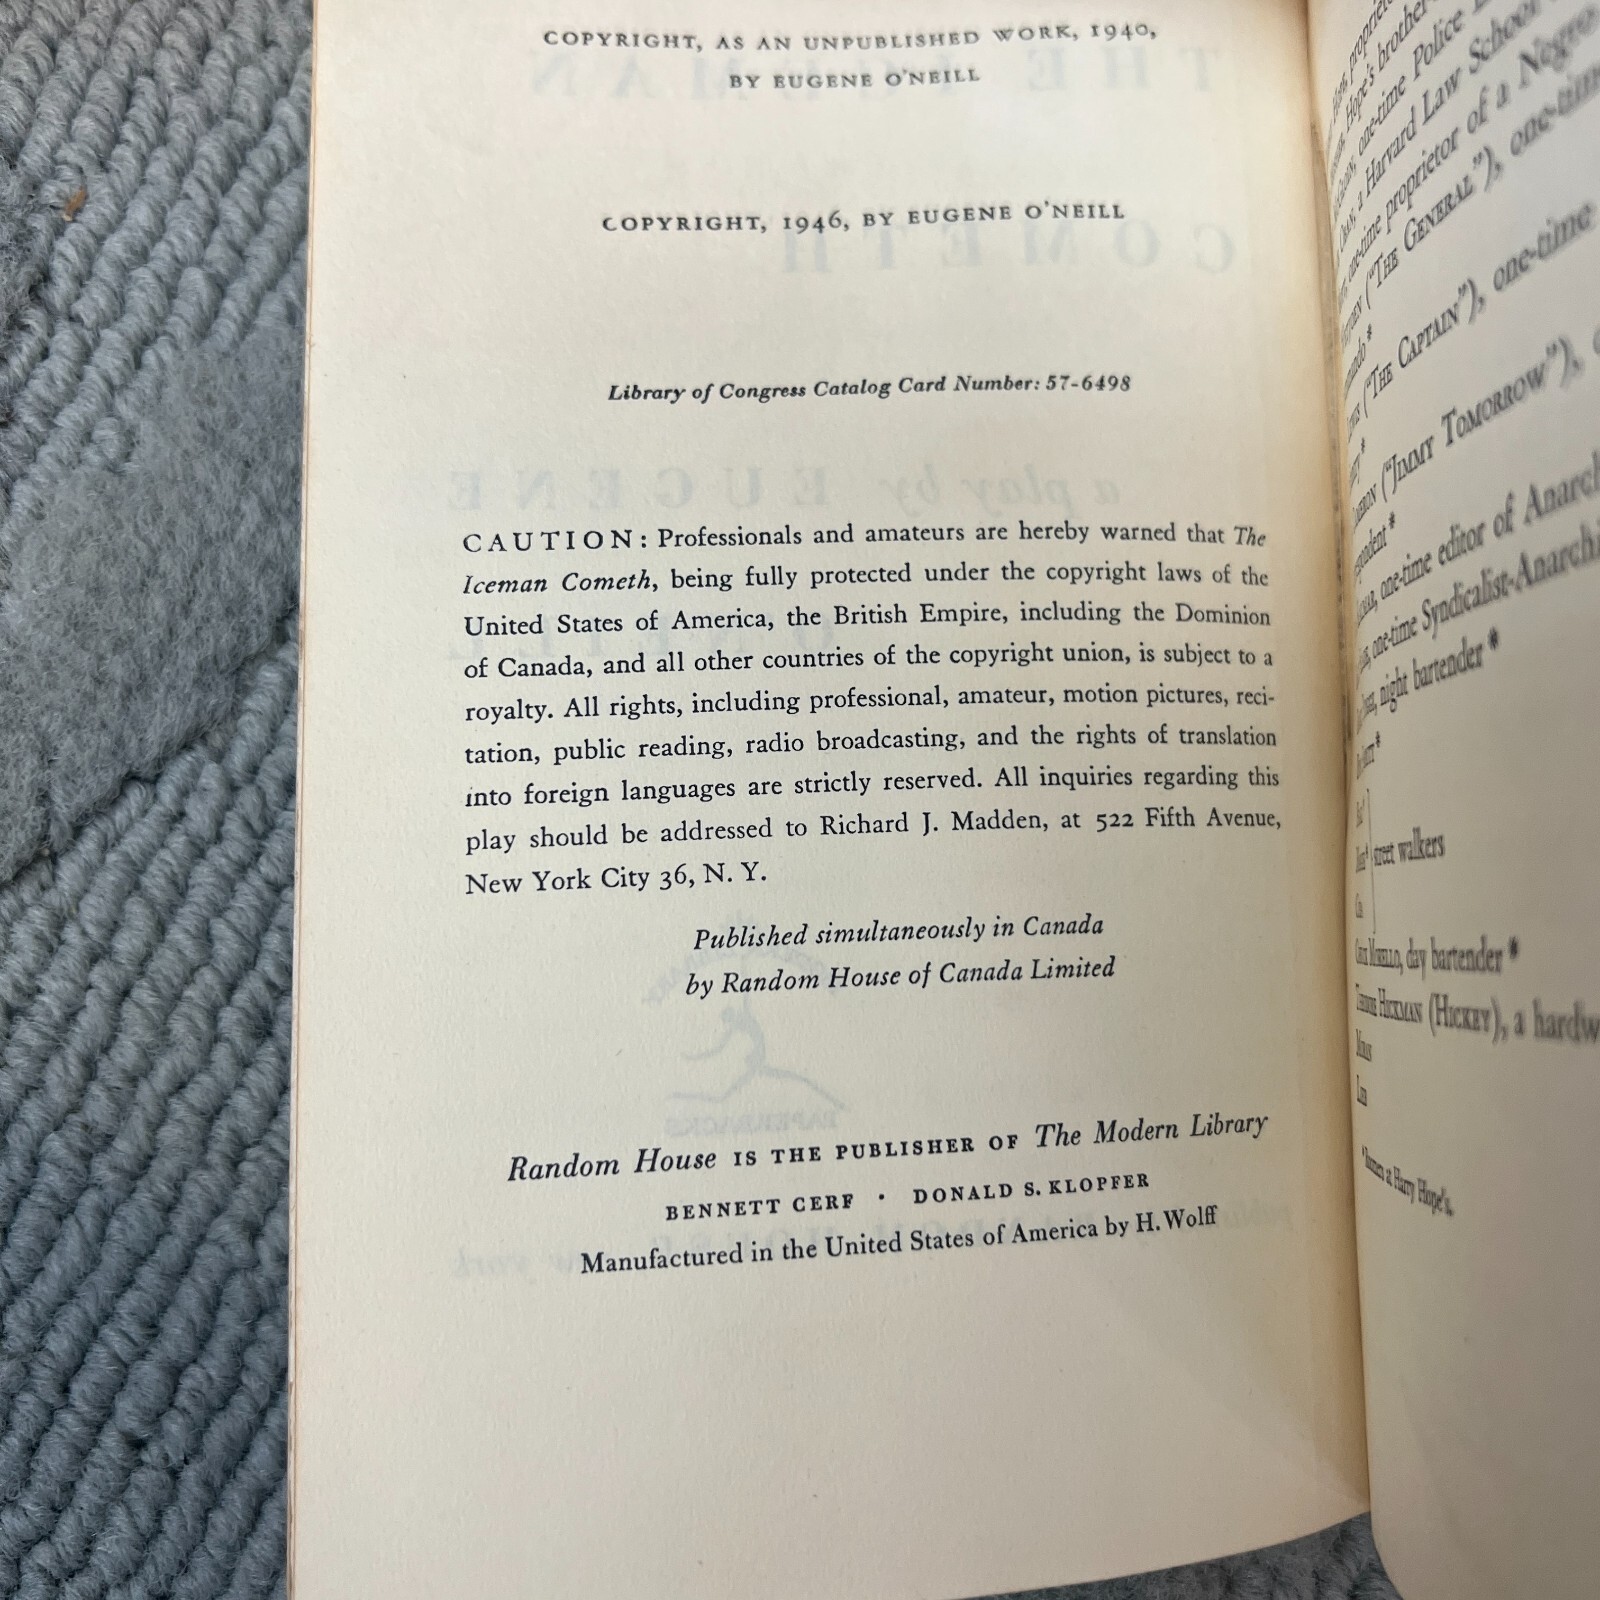 COPYRIGHT, AS AN UNPUBLISHED WORK, 1940,
BY EUGENE O'NEILL
COPYRIGHT, 1946, BY EUGENE O'NEILL
Library of Congress Catalog Card Number: 57-6498
CAUTION: Professionals and amateurs are hereby warned that The
Iceman Cometh, being fully protected under the copyright laws of the
United States of America, the British Empire, including the Dominion
of Canada, and all other countries of the copyright union, is subject to a
royalty. All rights, including professional, amateur, motion pictures, reci-
tation, public reading, radio broadcasting, and the rights of translation
into foreign languages are strictly reserved. All inquiries regarding this
play should be addressed to Richard J. Madden, at 522 Fifth Avenue,
New York City 36, N. Y.
Published simultaneously in Canada
by Random House of Canada Limited
Random House IS THE PUBLISHER OF The Modern Library
BENNETT CERF · DONALD S. KLOPFER
Manufactured in the United States of America by H. Wolff
Hope's brother-
one-time Police
a Harvard Law School
one-time proprietor of a Negro
("THE GENERAL"), one-time
("THE CAPTAIN"), one-time
("JIMMY TOMORROW"),
one-time editor of Anarch
one-time Syndicalist-Anarchi
night bartender *
street walkers
MORELLO, day bartender *
HICKMAN (HICKEY), a hardw
at Harry Hope's.